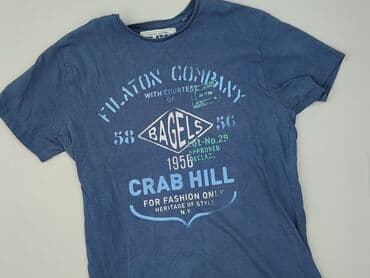 FILATON COMPANY
WITH COURTESY
OF
58 BAGELS 56
Lot-No.29
APPROVED
1956
CRAB HILL
FOR FASHION ONLY
HERITAGE OF STYLE
N.Y.